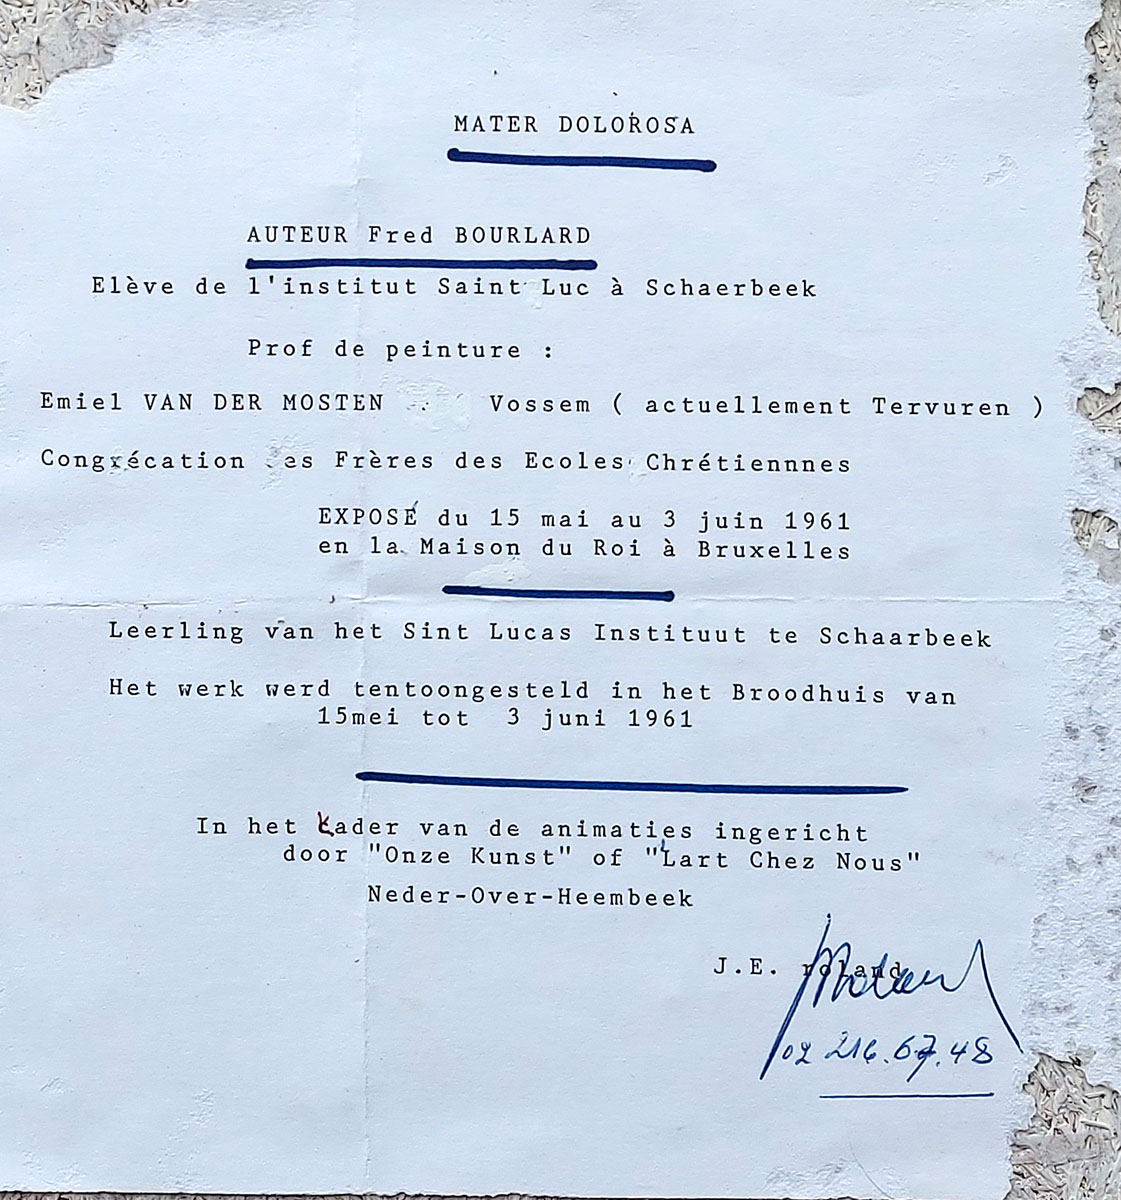 MATER DOLOROSA
AUTEUR Fred BOURLARD
Elève de l'institut Saint Luc à Schaerbeek
Prof de peinture :
Emiel VAN DER MOSTEN Vossem ( actuellement Tervuren )
Congrécation es Frères des Ecoles Chrétiennnes
EXPOSÉ du 15 mai au 3 juin 1961
en la Maison du Roi à Bruxelles
Leerling van het Sint Lucas Instituut te Schaarbeek
Het werk werd tentoongesteld in het Broodhuis van
15mei tot 3 juni 1961
In het kader van de animaties ingericht
door "Onze Kunst" of "L'art Chez Nous"
Neder-Over-Heembeek
J.E. roland
02 216.67.48